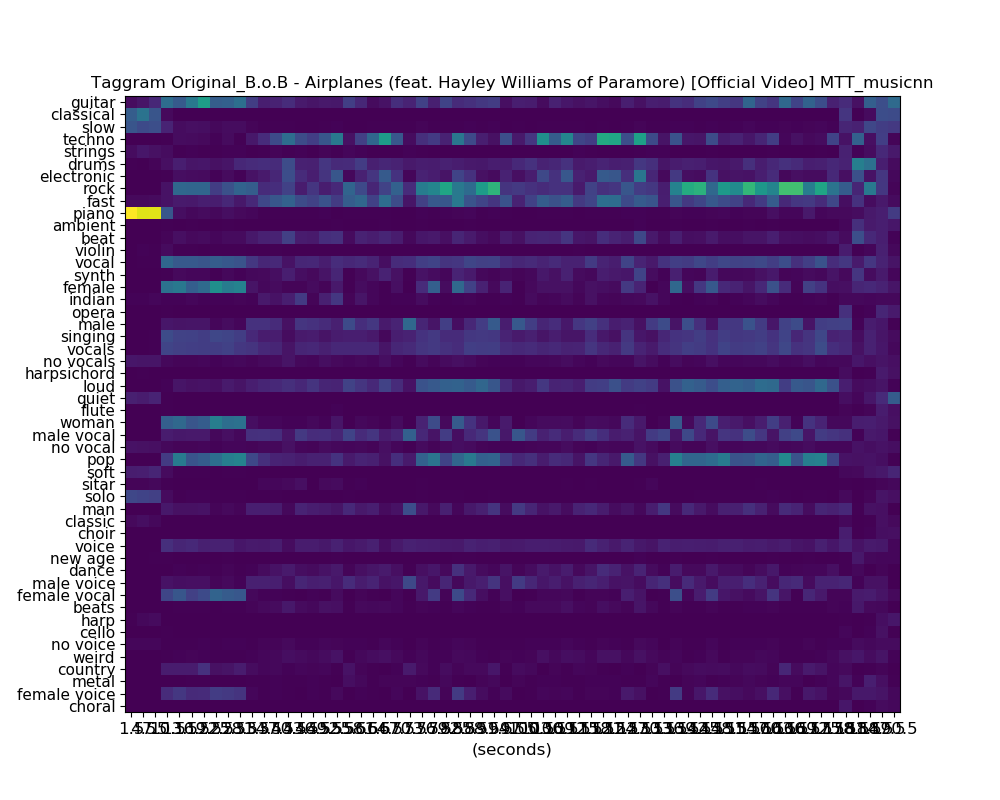 Taggram Original_B.o.B - Airplanes (feat. Hayley Williams of Paramore) [Official Video] MTT_musicnn
guitar
classical
slow
techno
strings
drums
electronic
rock
fast
piano
ambient
beat
violin
vocal
synth
female
indian
opera
male
singing
vocals
no vocals
harpsichord
loud
quiet
flute
woman
male vocal
no vocal
pop
soft
sitar
solo
man
classic
choir
voice
new age
dance
male voice
female vocal
beats
harp
cello
no voice
weird
country
metal
female voice
choral
(seconds)